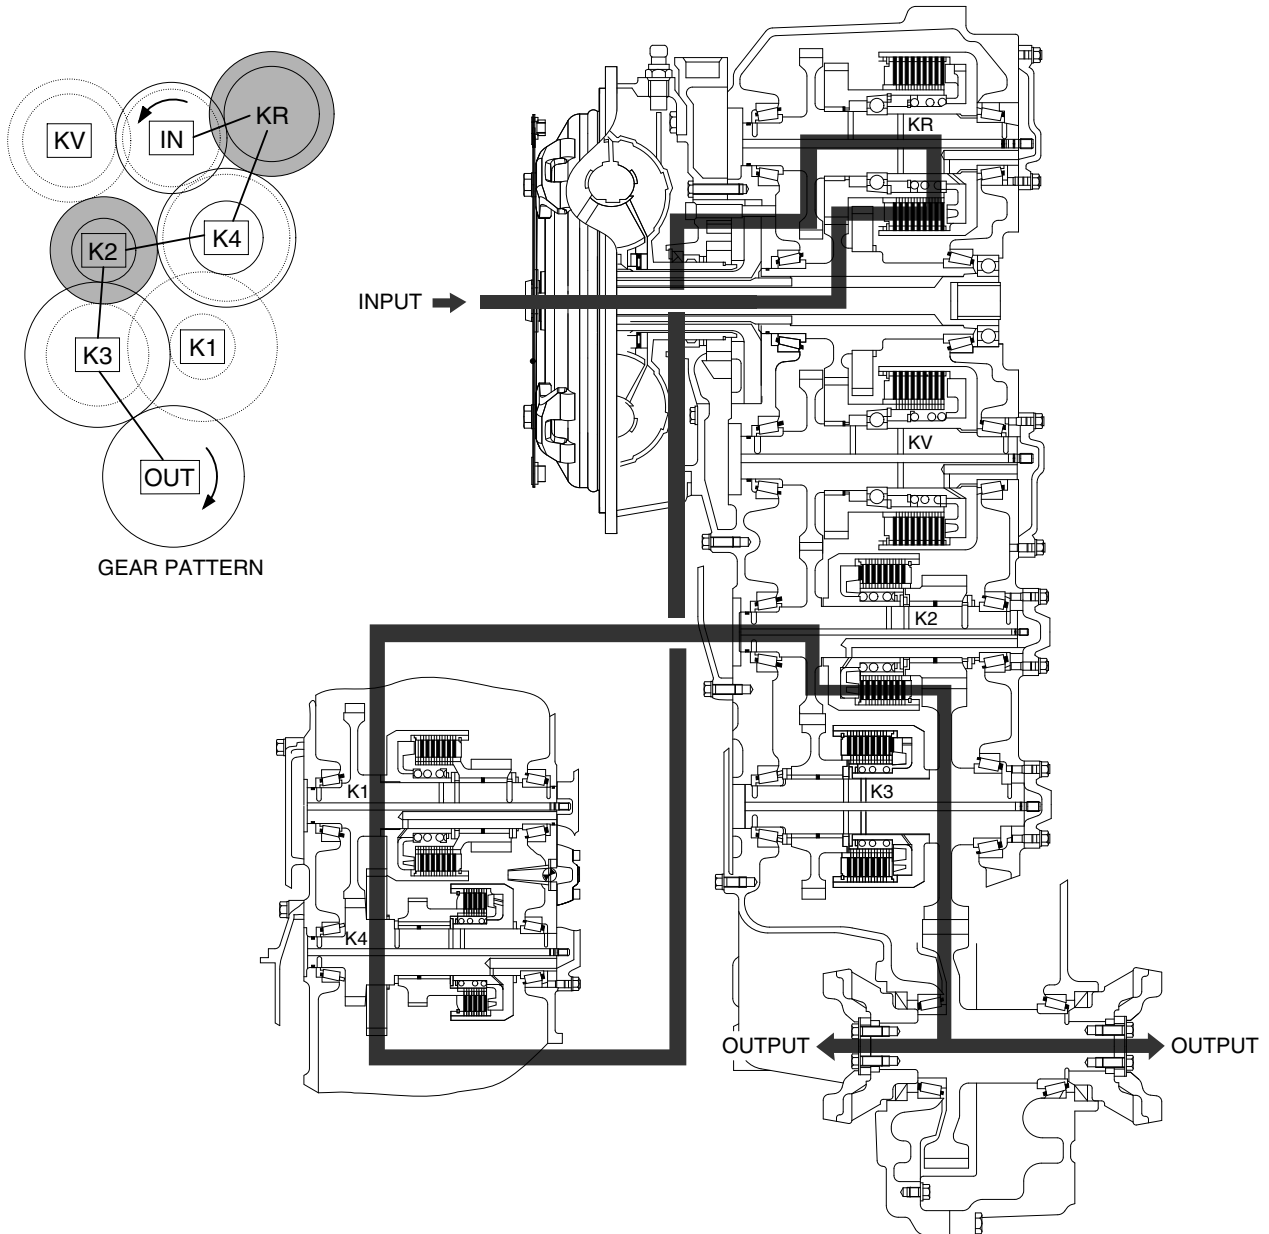 KV
IN
KR
K2
K4
K3
K1
OUT
GEAR PATTERN
KR
INPUT
KV
K2
K1
K3
K4
OUTPUT
OUTPUT